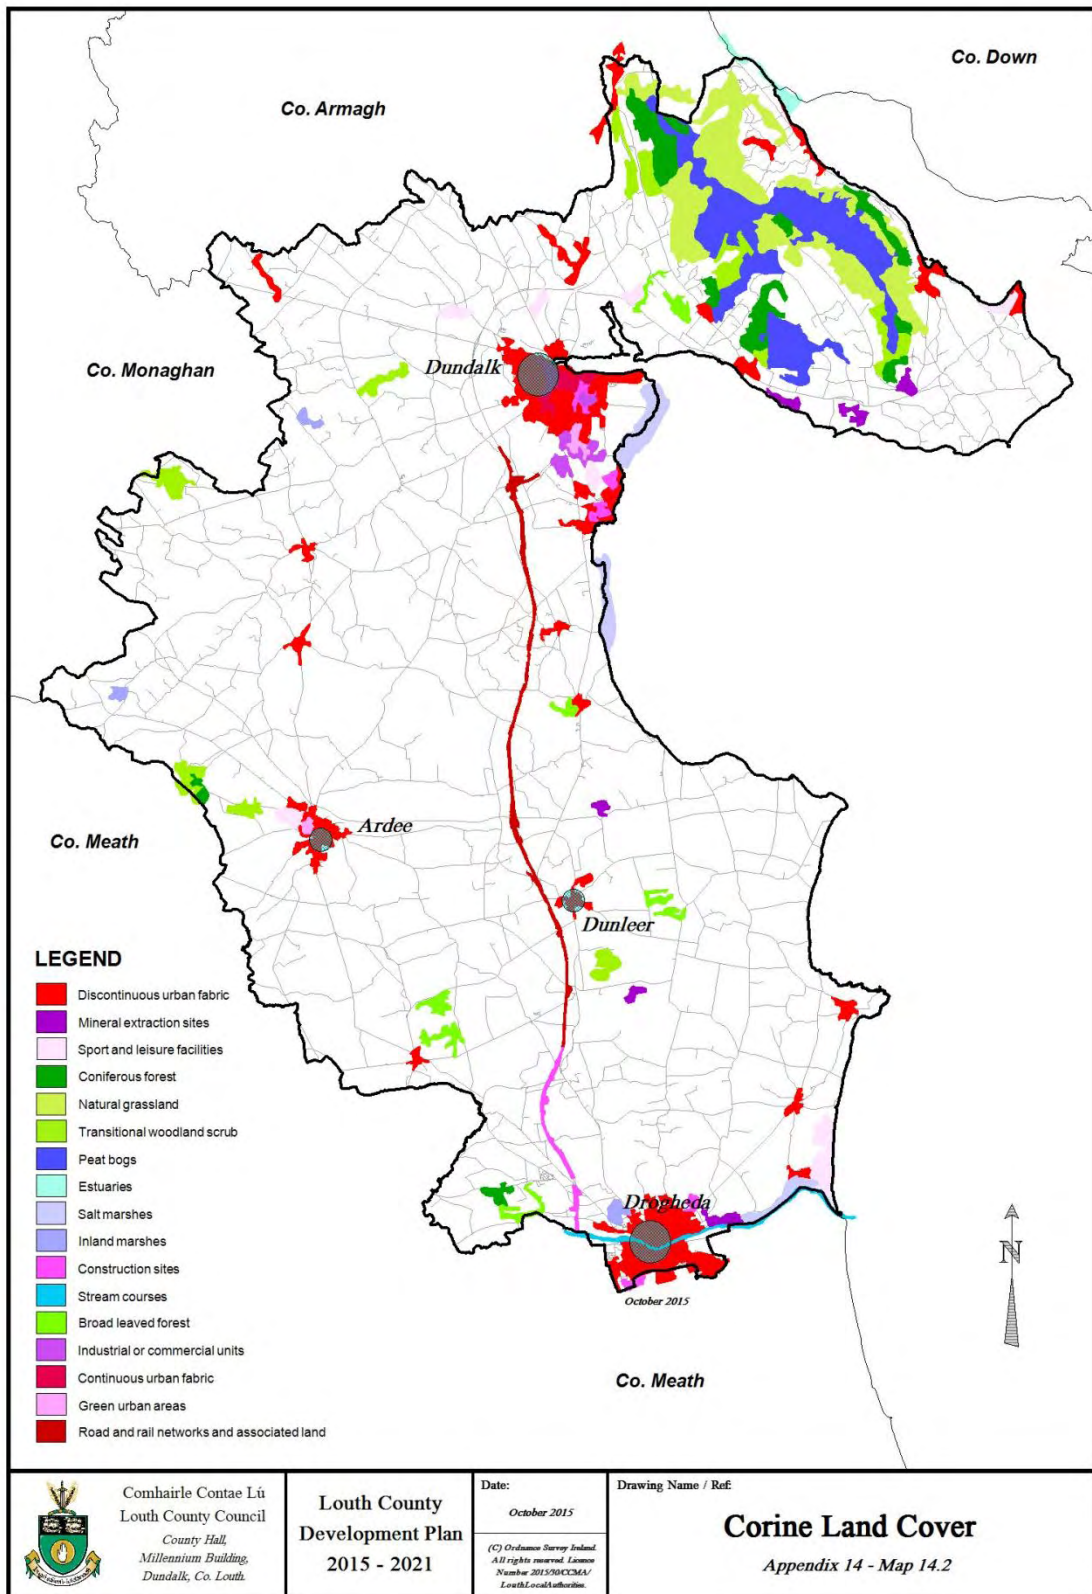 Co. Down
Co. Armagh
Co. Monaghan
Dundalk
Co. Meath
Ardee
Dunleer
Drogheda
October 2015
Co. Meath
N
LEGEND
Discontinuous urban fabric
Mineral extraction sites
Sport and leisure facilities
Coniferous forest
Natural grassland
Transitional woodland scrub
Peat bogs
Estuaries
Salt marshes
Inland marshes
Construction sites
Stream courses
Broad leaved forest
Industrial or commercial units
Continuous urban fabric
Green urban areas
Road and rail networks and associated land
Comhairle Contae Lú
Louth County Council
County Hall,
Millennium Building,
Dundalk, Co. Louth.
Louth County
Development Plan
2015 - 2021
Date:
October 2015
(C) Ordnance Survey Ireland.
All rights reserved. Licence
Number 2015/30/CCMA/
LouthLocalAuthorities.
Drawing Name / Ref:
Corine Land Cover
Appendix 14 - Map 14.2